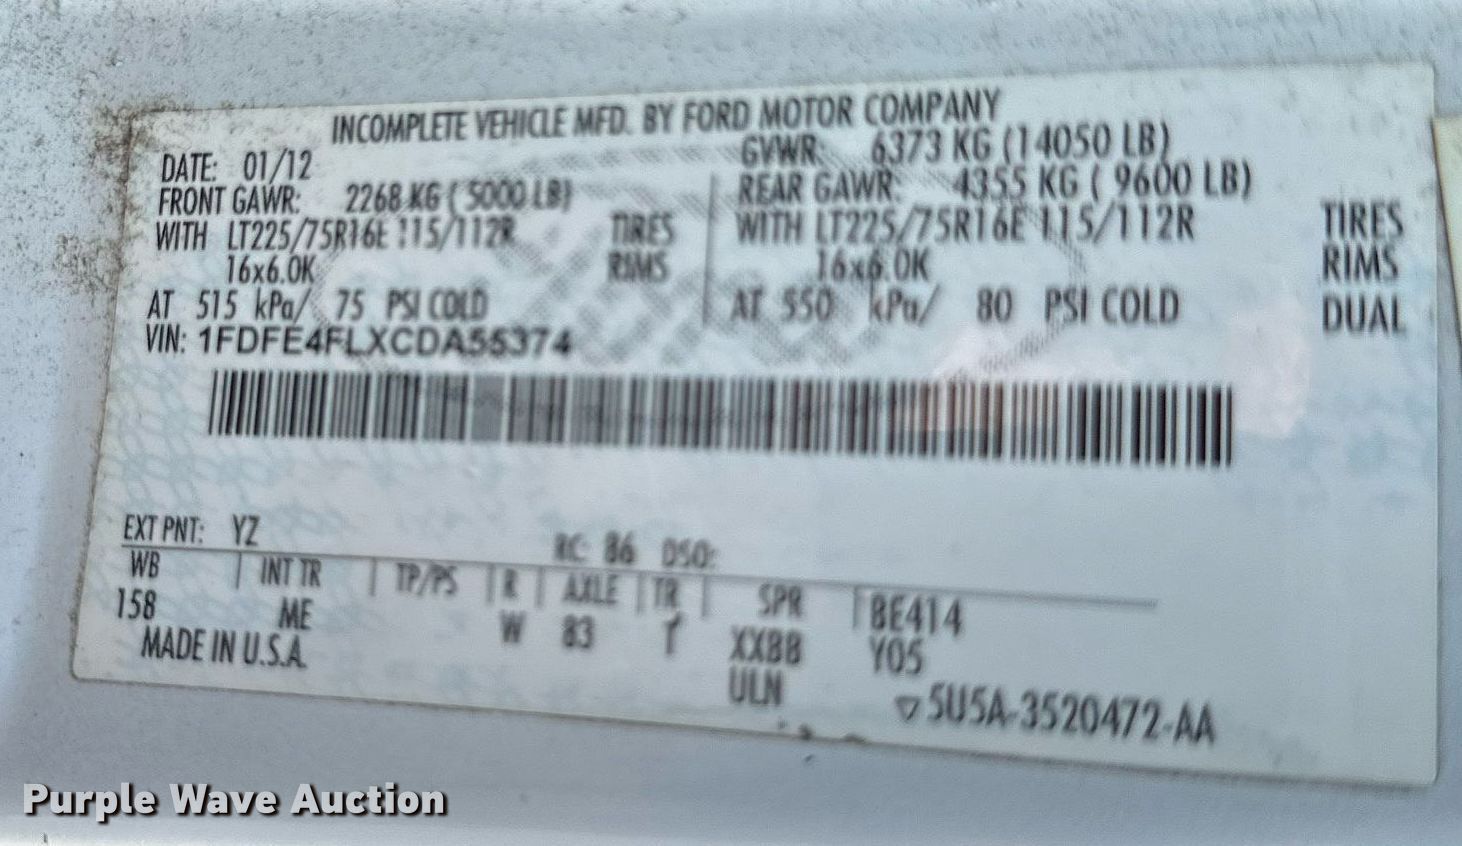 INCOMPLETE VEHICLE MFD. BY FORD MOTOR COMPANY
DATE: 01/12 GVWR: 6373 KG (14050 LB)
FRONT GAWR: 2268 KG ( 5000 LB) REAR GAWR: 4355 KG ( 9600 LB)
WITH LT225/75R16E 115/112R TIRES WITH LT225/75R16E 115/112R TIRES
16x6.0K RIMS 16x6.0K RIMS
AT 515 kPa/ 75 PSI COLD AT 550 kPa/ 80 PSI COLD DUAL
VIN: 1FDFE4FLXCDA55374
EXT PNT: YZ RC: 86 DSO:
WB INT TR TP/PS R AXLE TR SPR BE414
158 ME W 83 T XXBB Y05
MADE IN U.S.A. ULN
▽5U5A-3520472-AA
Purple Wave Auction